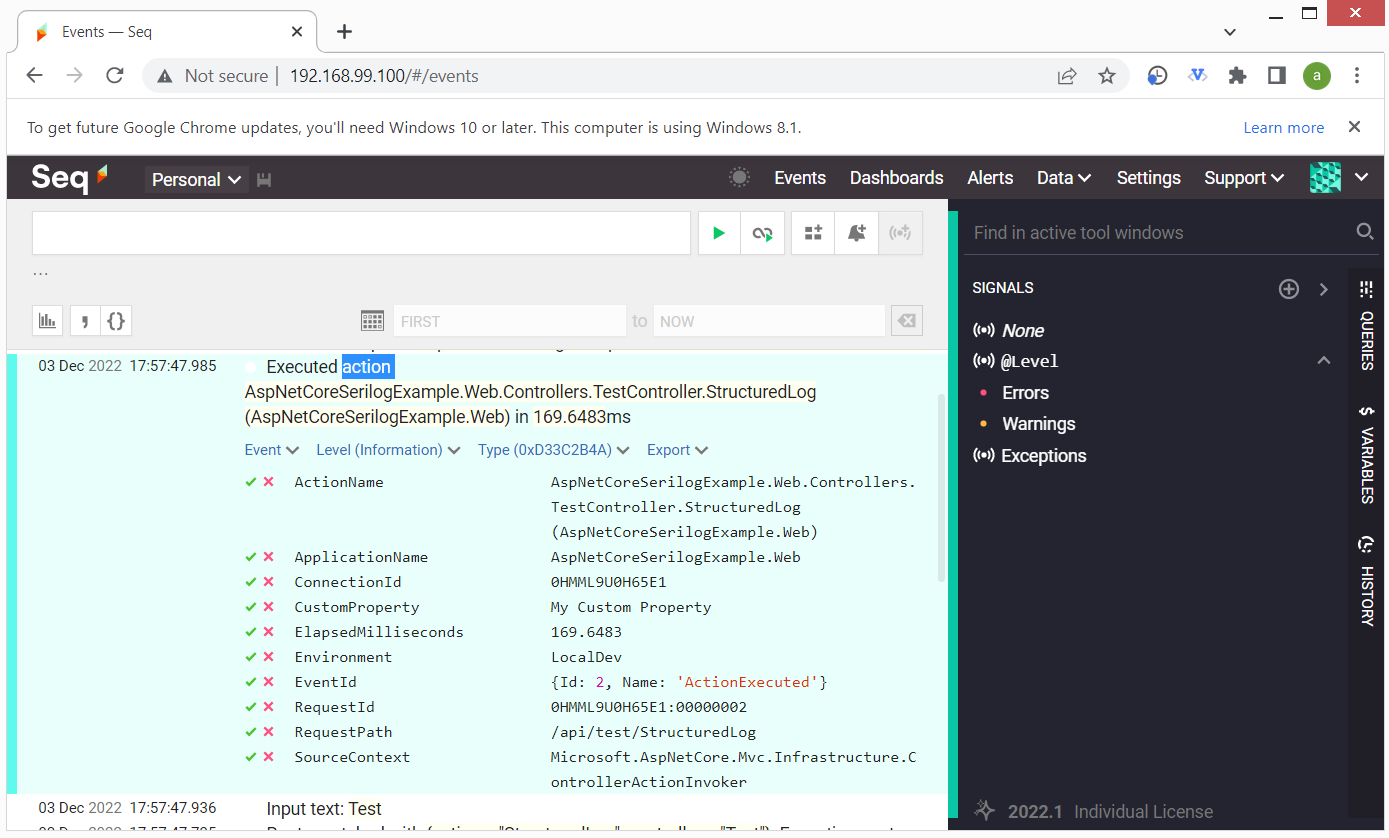 Events — Seq
Not secure | 192.168.99.100/#/events
a
To get future Google Chrome updates, you'll need Windows 10 or later. This computer is using Windows 8.1.
Learn more
Seq
Personal
Events Dashboards Alerts Data Settings Support
...
FIRST to NOW
03 Dec 2022 17:57:47.985
Executed action
AspNetCoreSerilogExample.Web.Controllers.TestController.StructuredLog
(AspNetCoreSerilogExample.Web) in 169.6483ms
Event Level (Information) Type (0xD33C2B4A) Export
ActionName AspNetCoreSerilogExample.Web.Controllers.
TestController.StructuredLog
(AspNetCoreSerilogExample.Web)
ApplicationName AspNetCoreSerilogExample.Web
ConnectionId 0HMML9U0H65E1
CustomProperty My Custom Property
ElapsedMilliseconds 169.6483
Environment LocalDev
EventId {Id: 2, Name: 'ActionExecuted'}
RequestId 0HMML9U0H65E1:00000002
RequestPath /api/test/StructuredLog
SourceContext Microsoft.AspNetCore.Mvc.Infrastructure.C
ontrollerActionInvoker
03 Dec 2022 17:57:47.936 Input text: Test
Find in active tool windows
SIGNALS
None
@Level
Errors
Warnings
Exceptions
2022.1 Individual License
QUERIES
$ VARIABLES
HISTORY